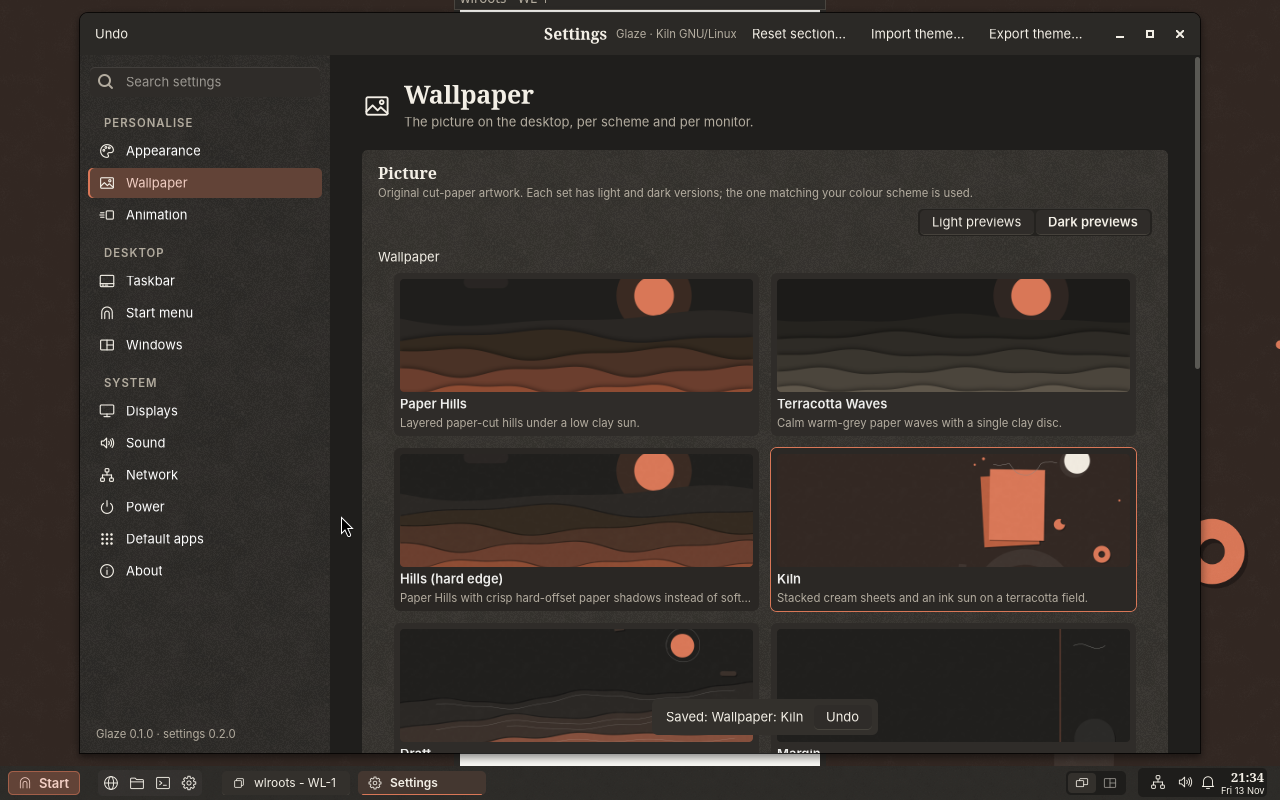 wlroots - WL-1
Undo
Settings
Glaze · Kiln GNU/Linux
Reset section...
Import theme...
Export theme...
Search settings
PERSONALISE
Appearance
Wallpaper
Animation
DESKTOP
Taskbar
Start menu
Windows
SYSTEM
Displays
Sound
Network
Power
Default apps
About
Glaze 0.1.0 · settings 0.2.0
Wallpaper
The picture on the desktop, per scheme and per monitor.
Picture
Original cut-paper artwork. Each set has light and dark versions; the one matching your colour scheme is used.
Light previews
Dark previews
Wallpaper
Paper Hills
Layered paper-cut hills under a low clay sun.
Terracotta Waves
Calm warm-grey paper waves with a single clay disc.
Hills (hard edge)
Paper Hills with crisp hard-offset paper shadows instead of soft...
Kiln
Stacked cream sheets and an ink sun on a terracotta field.
Draft
Margin
Saved: Wallpaper: Kiln
Undo
Start
wlroots - WL-1
Settings
21:34
Fri 13 Nov